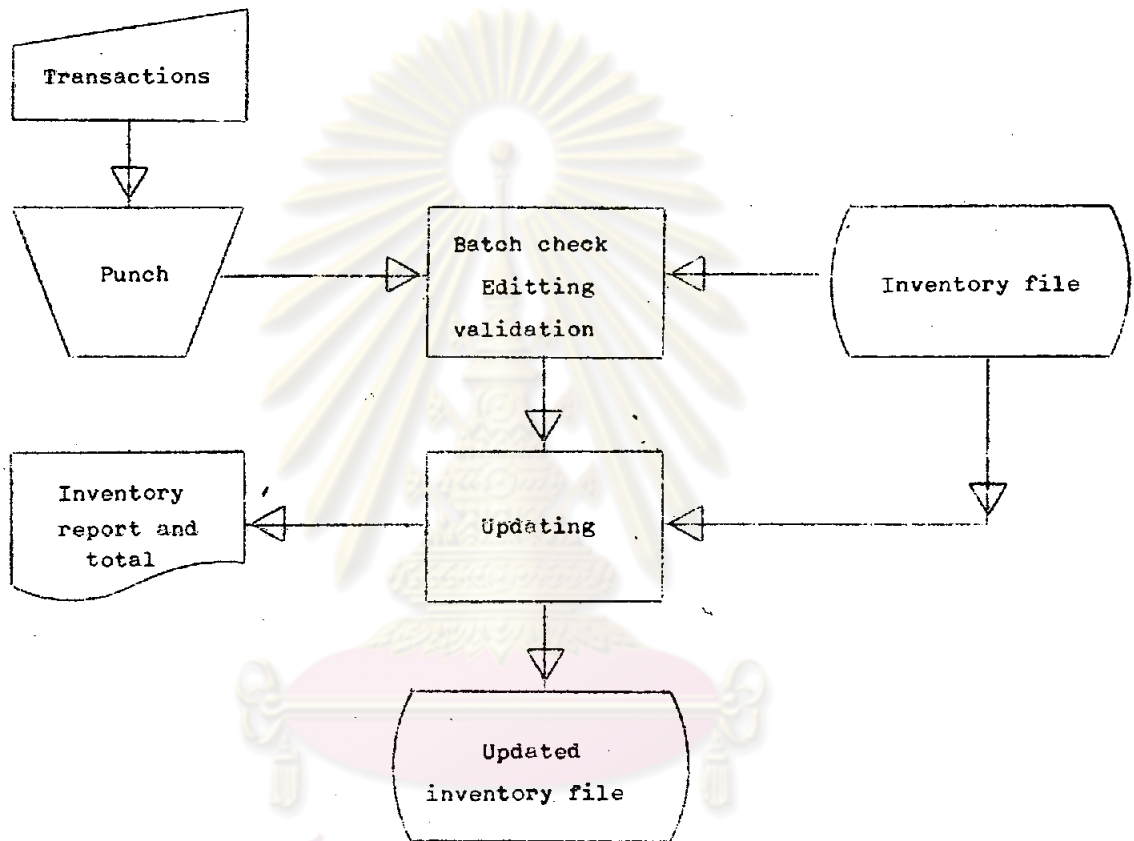 Transactions
Punch
Batch check
Editting
validation
Inventory file
Inventory
report and
total
Updating
Updated
inventory file